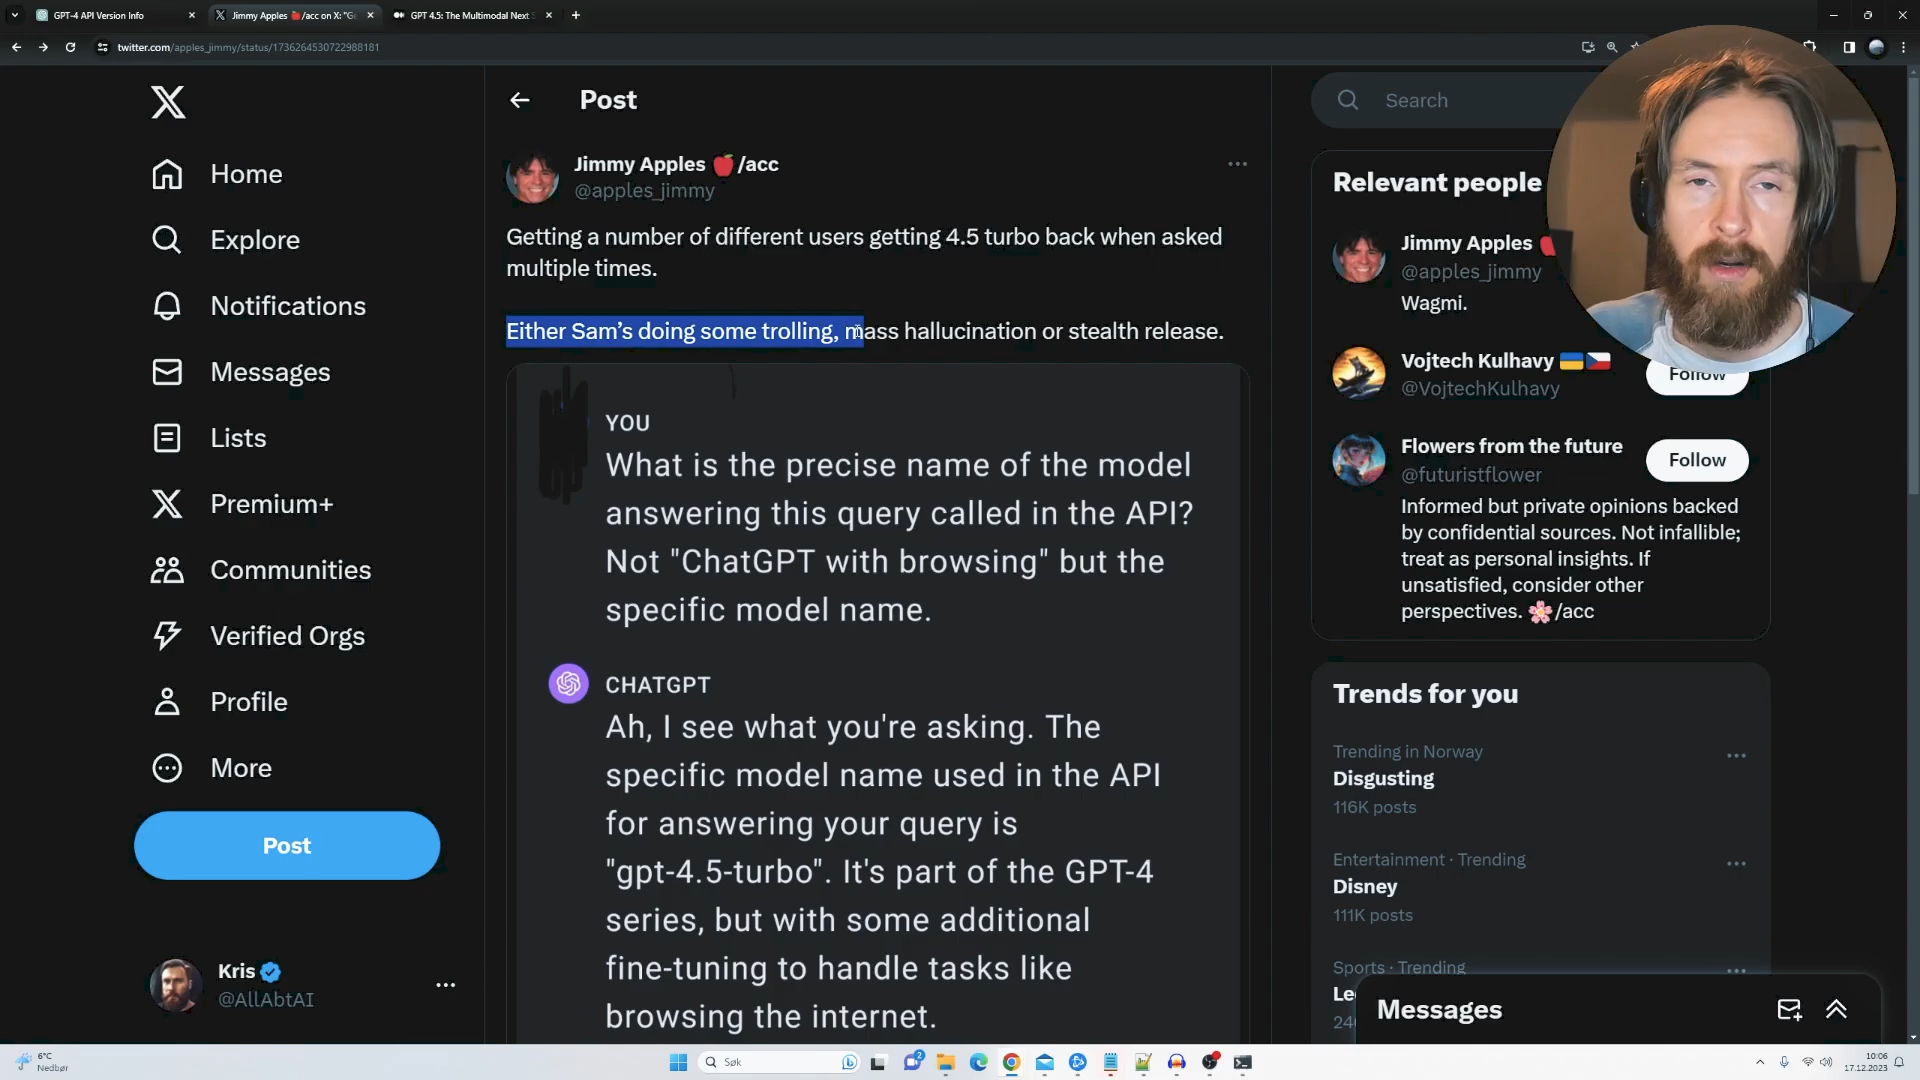 GPT-4 API Version Info
Jimmy Apples 🍎/acc on X: "Ge
GPT 4.5: The Multimodal Next S
twitter.com/apples_jimmy/status/1736264530722988181
Home
Explore
Notifications
Messages
Lists
Premium+
Communities
Verified Orgs
Profile
More
Post
Kris
@AllAbtAI
Post
Jimmy Apples 🍎/acc
@apples_jimmy
Getting a number of different users getting 4.5 turbo back when asked
multiple times.
Either Sam's doing some trolling, mass hallucination or stealth release.
YOU
What is the precise name of the model
answering this query called in the API?
Not "ChatGPT with browsing" but the
specific model name.
CHATGPT
Ah, I see what you're asking. The
specific model name used in the API
for answering your query is
"gpt-4.5-turbo". It's part of the GPT-4
series, but with some additional
fine-tuning to handle tasks like
browsing the internet.
Search
Relevant people
Jimmy Apples
@apples_jimmy
Wagmi.
Vojtech Kulhavy 🇺🇦🇨🇿
@VojtechKulhavy
Follow
Flowers from the future
@futuristflower
Follow
Informed but private opinions backed
by confidential sources. Not infallible;
treat as personal insights. If
unsatisfied, consider other
perspectives. 🌸/acc
Trends for you
Trending in Norway
Disgusting
116K posts
Entertainment · Trending
Disney
111K posts
Sports · Trending
Le
24
Messages
6°C
Nedbør
Søk
2
10:06
17.12.2023